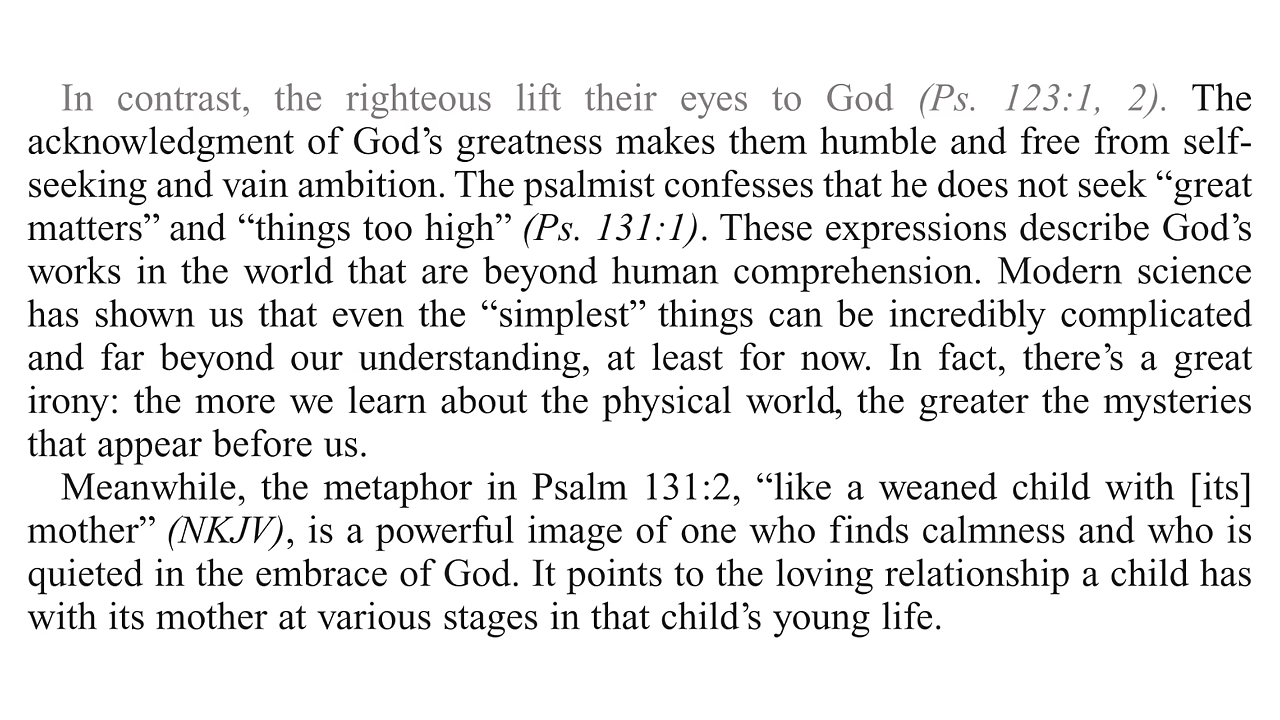 In contrast, the righteous lift their eyes to God (Ps. 123:1, 2). The
acknowledgment of God’s greatness makes them humble and free from self-
seeking and vain ambition. The psalmist confesses that he does not seek “great
matters” and “things too high” (Ps. 131:1). These expressions describe God’s
works in the world that are beyond human comprehension. Modern science
has shown us that even the “simplest” things can be incredibly complicated
and far beyond our understanding, at least for now. In fact, there’s a great
irony: the more we learn about the physical world, the greater the mysteries
that appear before us.
Meanwhile, the metaphor in Psalm 131:2, “like a weaned child with [its]
mother” (NKJV), is a powerful image of one who finds calmness and who is
quieted in the embrace of God. It points to the loving relationship a child has
with its mother at various stages in that child’s young life.